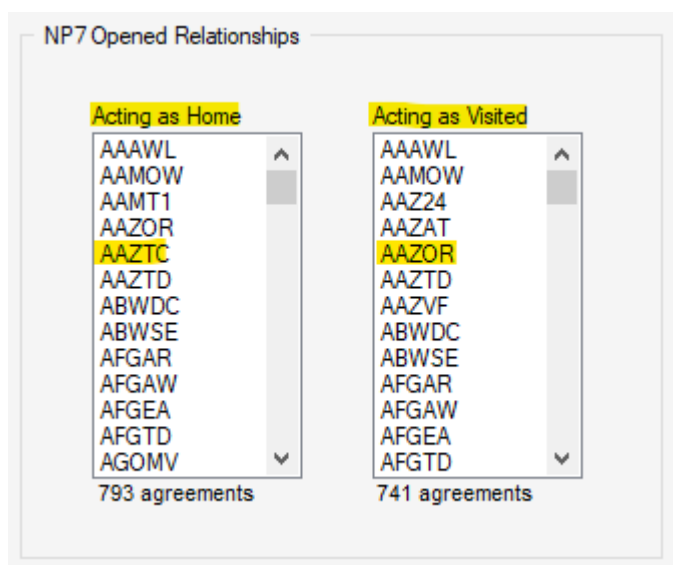 NP7 Opened Relationships
Acting as Home
AAAWL
AAMOW
AAMT1
AAZOR
AAZTC
AAZTD
ABWDC
ABWSE
AFGAR
AFGAW
AFGEA
AFGTD
AGOMV
793 agreements
Acting as Visited
AAAWL
AAMOW
AAZ24
AAZAT
AAZOR
AAZTD
AAZVF
ABWDC
ABWSE
AFGAR
AFGAW
AFGEA
AFGTD
741 agreements